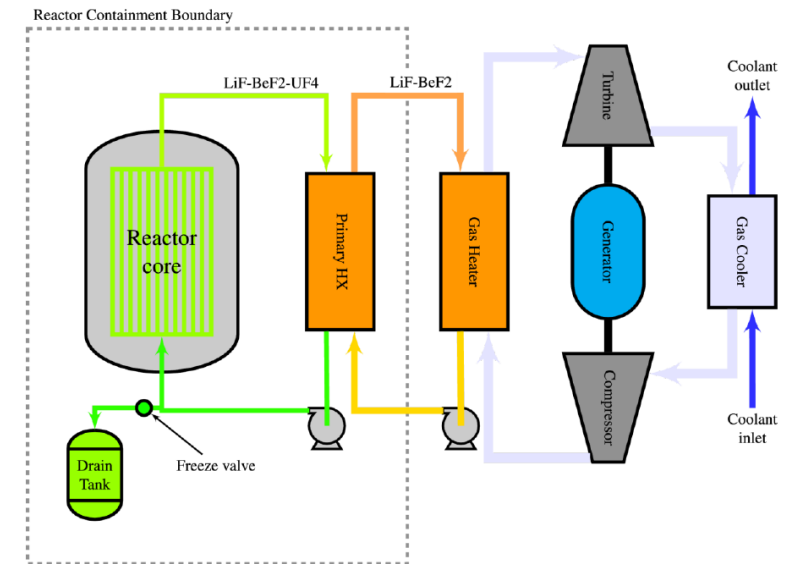 Reactor Containment Boundary
LiF-BeF2-UF4
LiF-BeF2
Turbine
Coolant
outlet
Reactor
core
Primary HX
Gas Heater
Generator
Gas Cooler
Compressor
Coolant
inlet
Freeze valve
Drain
Tank